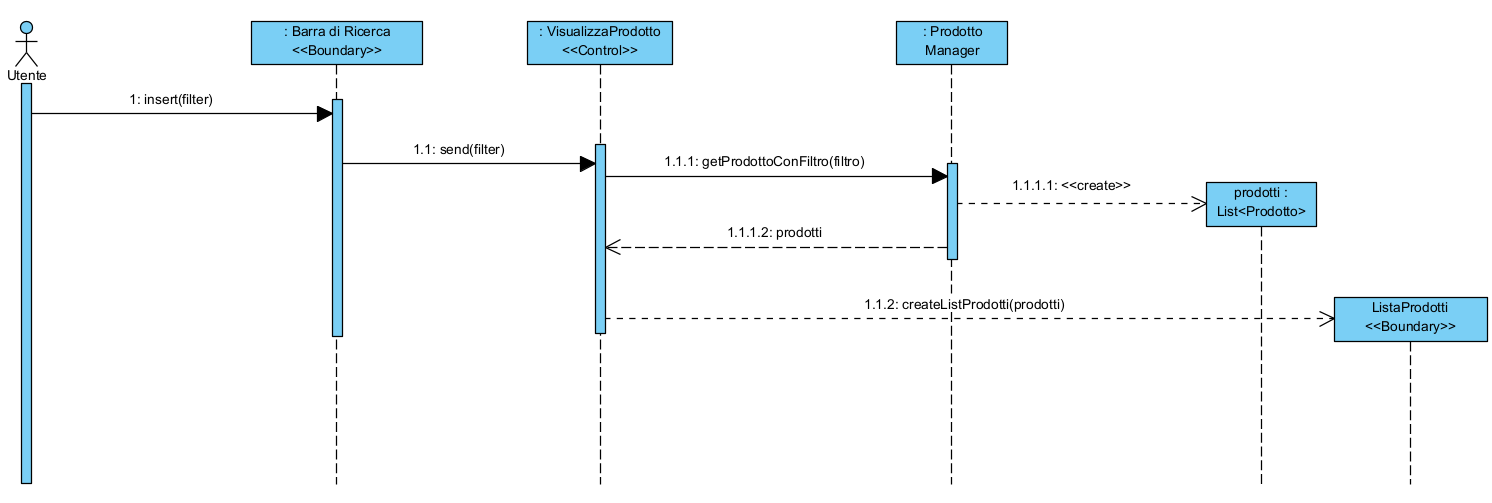 Utente
: Barra di Ricerca
<<Boundary>>
: VisualizzaProdotto
<<Control>>
: Prodotto
Manager
1: insert(filter)
1.1: send(filter)
1.1.1: getProdottoConFiltro(filtro)
1.1.1.1: <<create>>
prodotti :
List<Prodotto>
1.1.1.2: prodotti
1.1.2: createListProdotti(prodotti)
ListaProdotti
<<Boundary>>